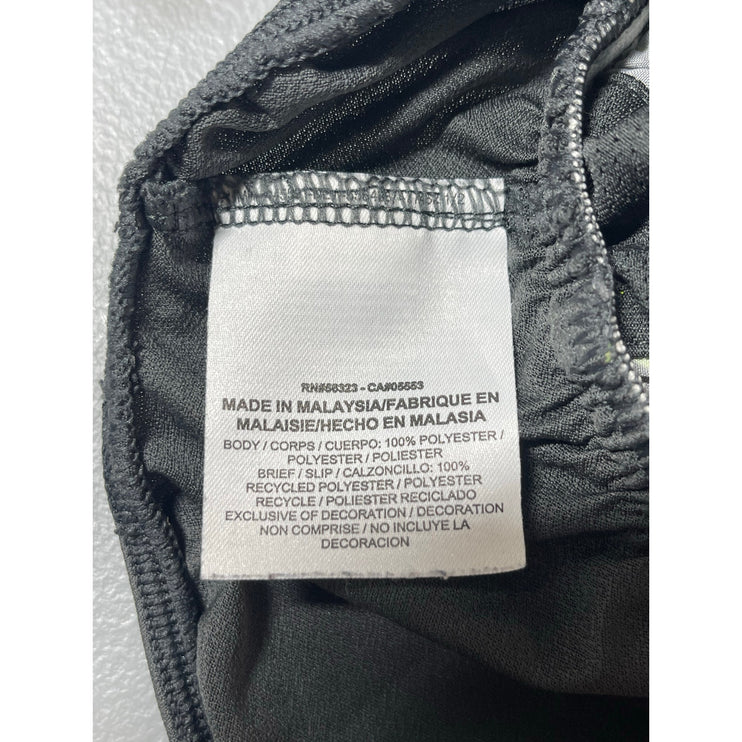 RN#56323 - CA#05553
MADE IN MALAYSIA/FABRIQUE EN
MALAISIE/HECHO EN MALASIA
BODY / CORPS / CUERPO: 100% POLYESTER /
POLYESTER / POLIESTER
BRIEF / SLIP / CALZONCILLO: 100%
RECYCLED POLYESTER / POLYESTER
RECYCLE / POLIESTER RECICLADO
EXCLUSIVE OF DECORATION / DECORATION
NON COMPRISE / NO INCLUYE LA
DECORACION